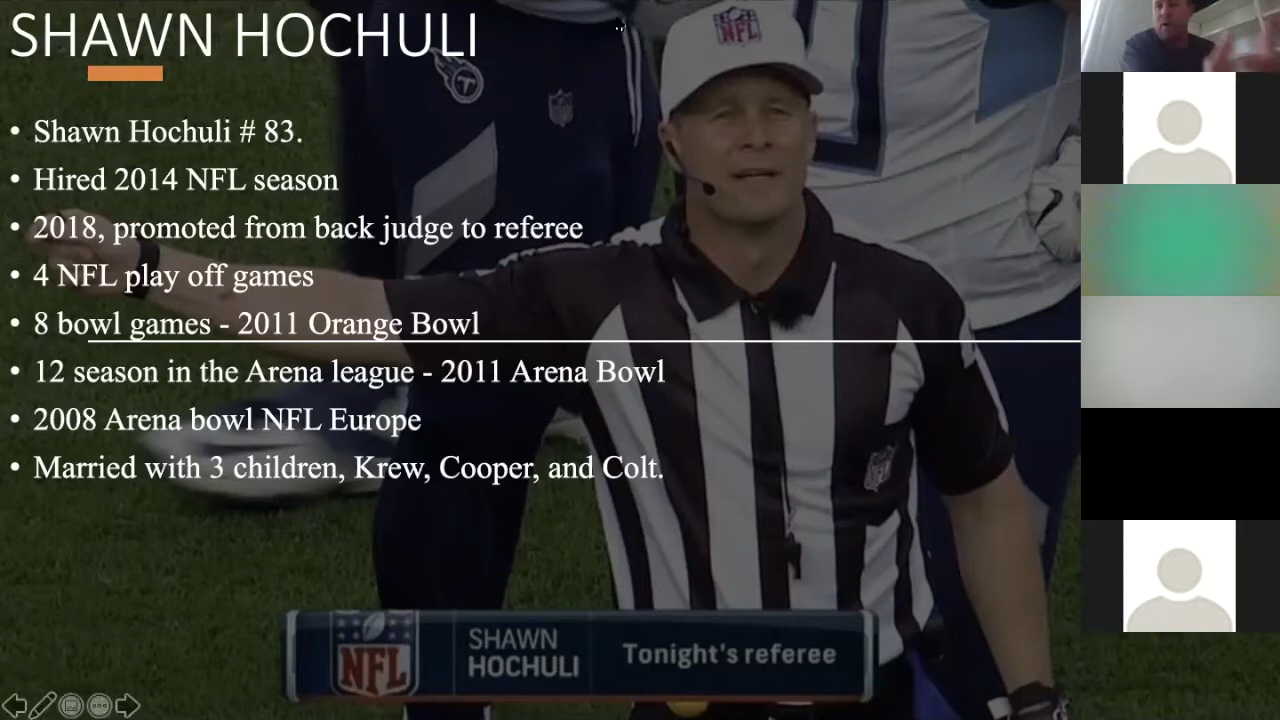 SHAWN HOCHULI
• Shawn Hochuli # 83.
• Hired 2014 NFL season
• 2018, promoted from back judge to referee
• 4 NFL play off games
• 8 bowl games - 2011 Orange Bowl
• 12 season in the Arena league - 2011 Arena Bowl
• 2008 Arena bowl NFL Europe
• Married with 3 children, Krew, Cooper, and Colt.
NFL
NFL
NFL
SHAWN
HOCHULI
Tonight's referee